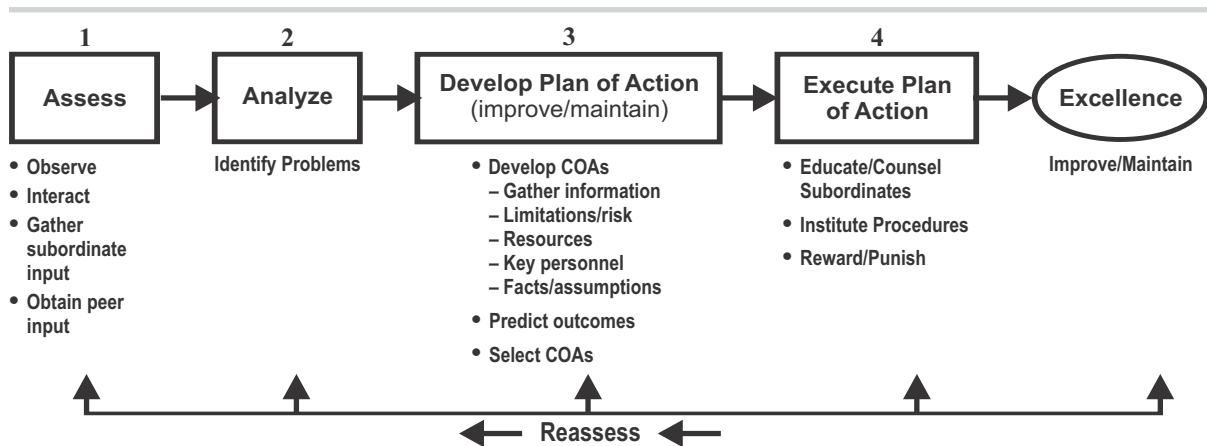 1
2
3
4
Assess
Analyze
Develop Plan of Action
(improve/maintain)
Execute Plan
of Action
Excellence
• Observe
• Interact
• Gather
subordinate
input
• Obtain peer
input
Identify Problems
• Develop COAs
– Gather information
– Limitations/risk
– Resources
– Key personnel
– Facts/assumptions
• Predict outcomes
• Select COAs
• Educate/Counsel
Subordinates
• Institute Procedures
• Reward/Punish
Improve/Maintain
Reassess